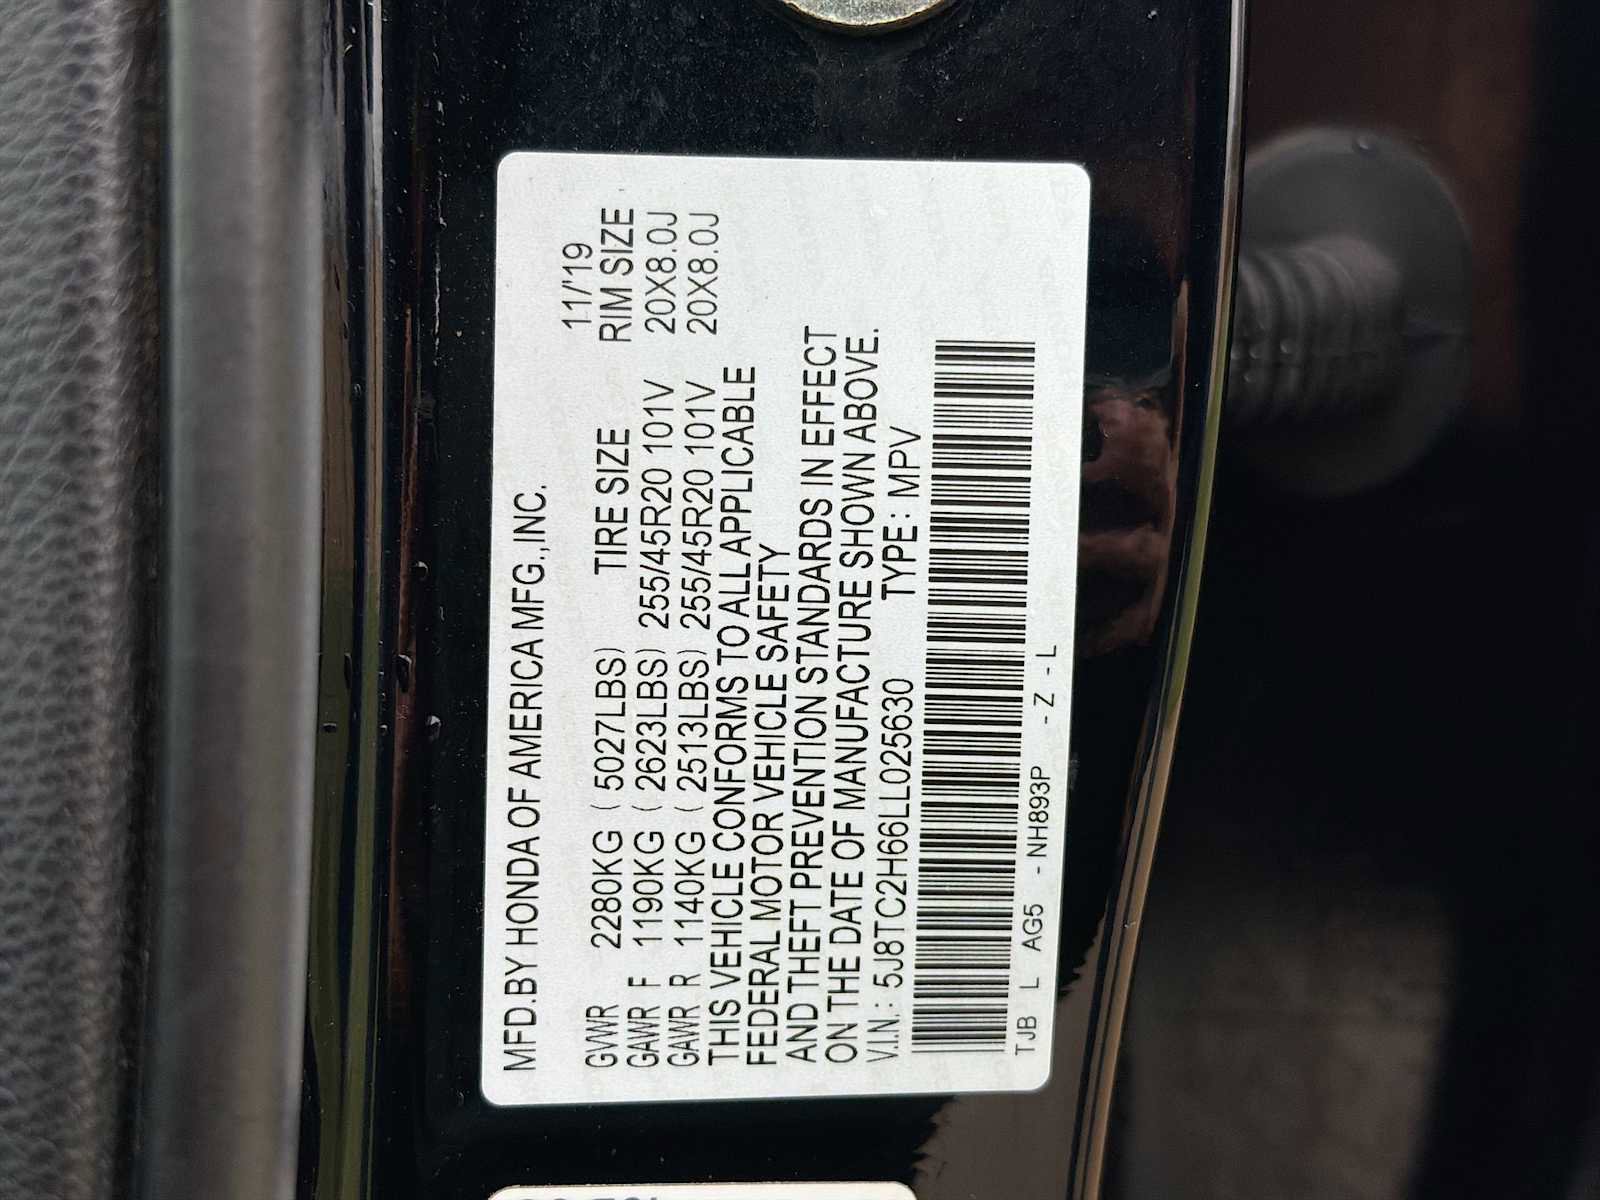 MFD.BY HONDA OF AMERICA MFG.,INC.
11/'19
GVWR 2280KG ( 5027LBS) TIRE SIZE RIM SIZE
GAWR F 1190KG ( 2623LBS) 255/45R20 101V 20X8.0J
GAWR R 1140KG ( 2513LBS) 255/45R20 101V 20X8.0J
THIS VEHICLE CONFORMS TO ALL APPLICABLE
FEDERAL MOTOR VEHICLE SAFETY
AND THEFT PREVENTION STANDARDS IN EFFECT
ON THE DATE OF MANUFACTURE SHOWN ABOVE.
V.I.N.: 5J8TC2H66LL025630 TYPE: MPV
TJB L AG5 -NH893P -Z-L